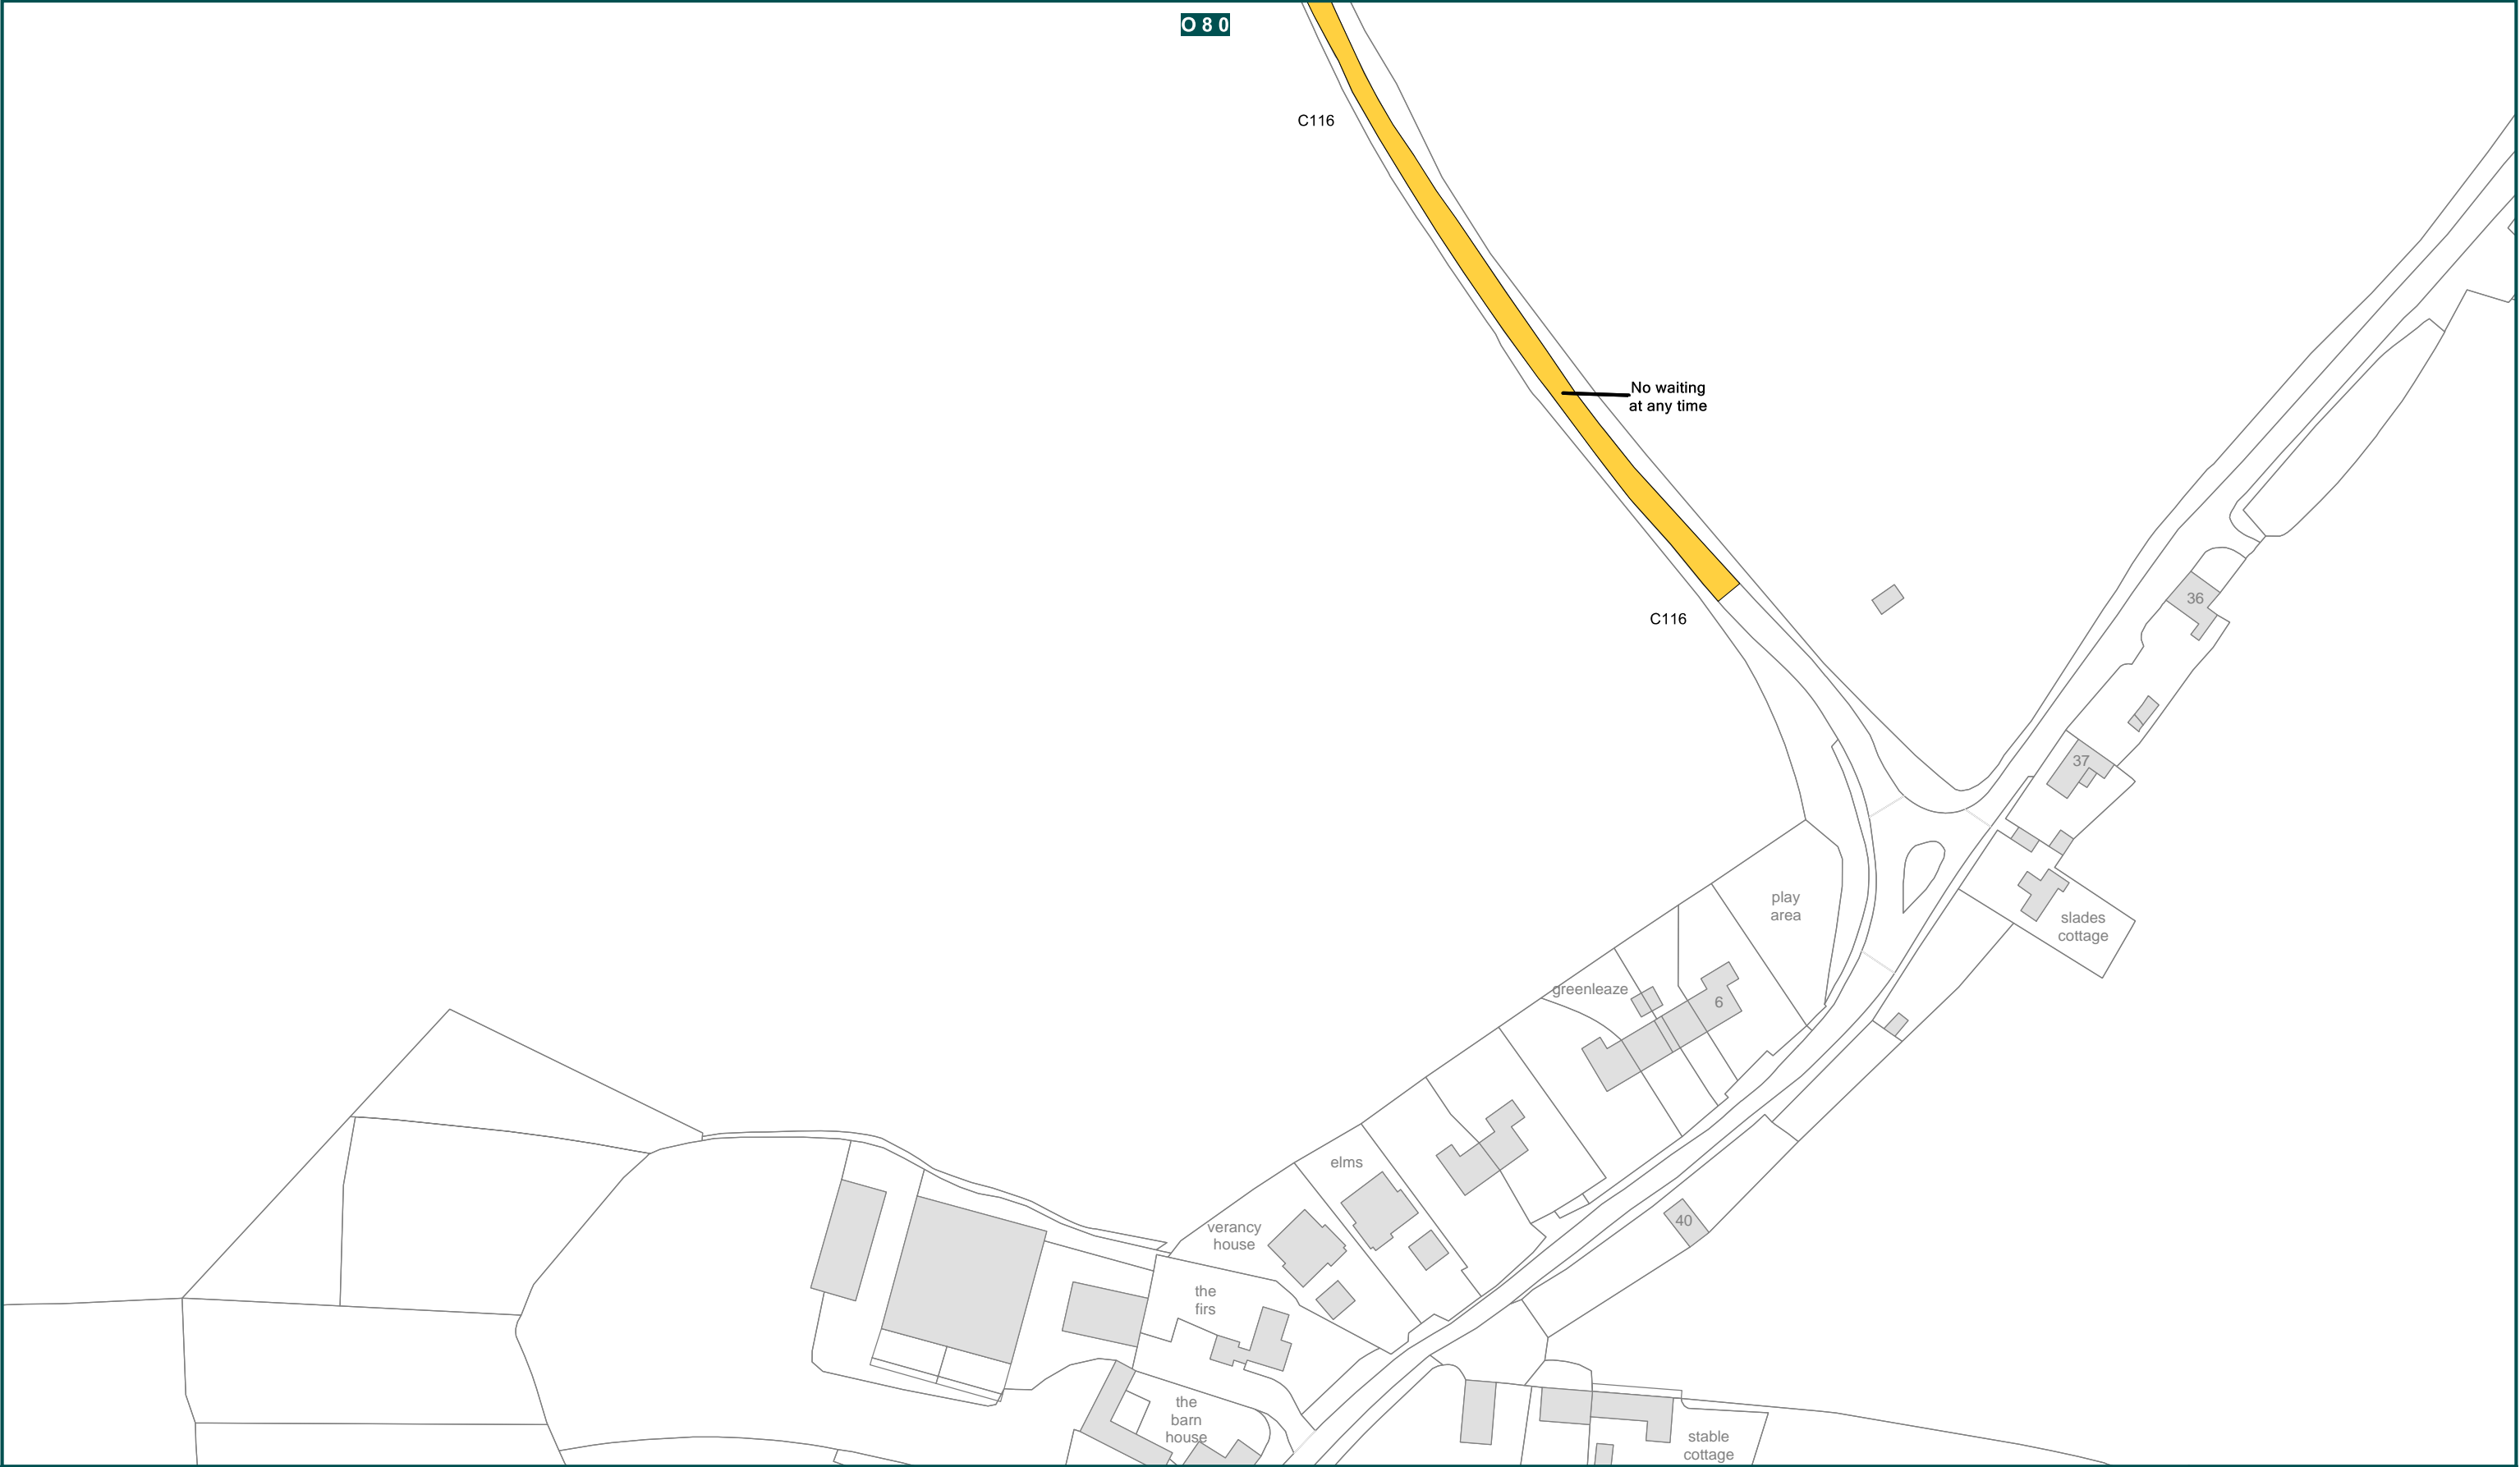 O 8 0
C116
No waiting
at any time
C116
36
37
play
area
slades
cottage
greenleaze
6
elms
40
verancy
house
the
firs
the
barn
house
stable
cottage